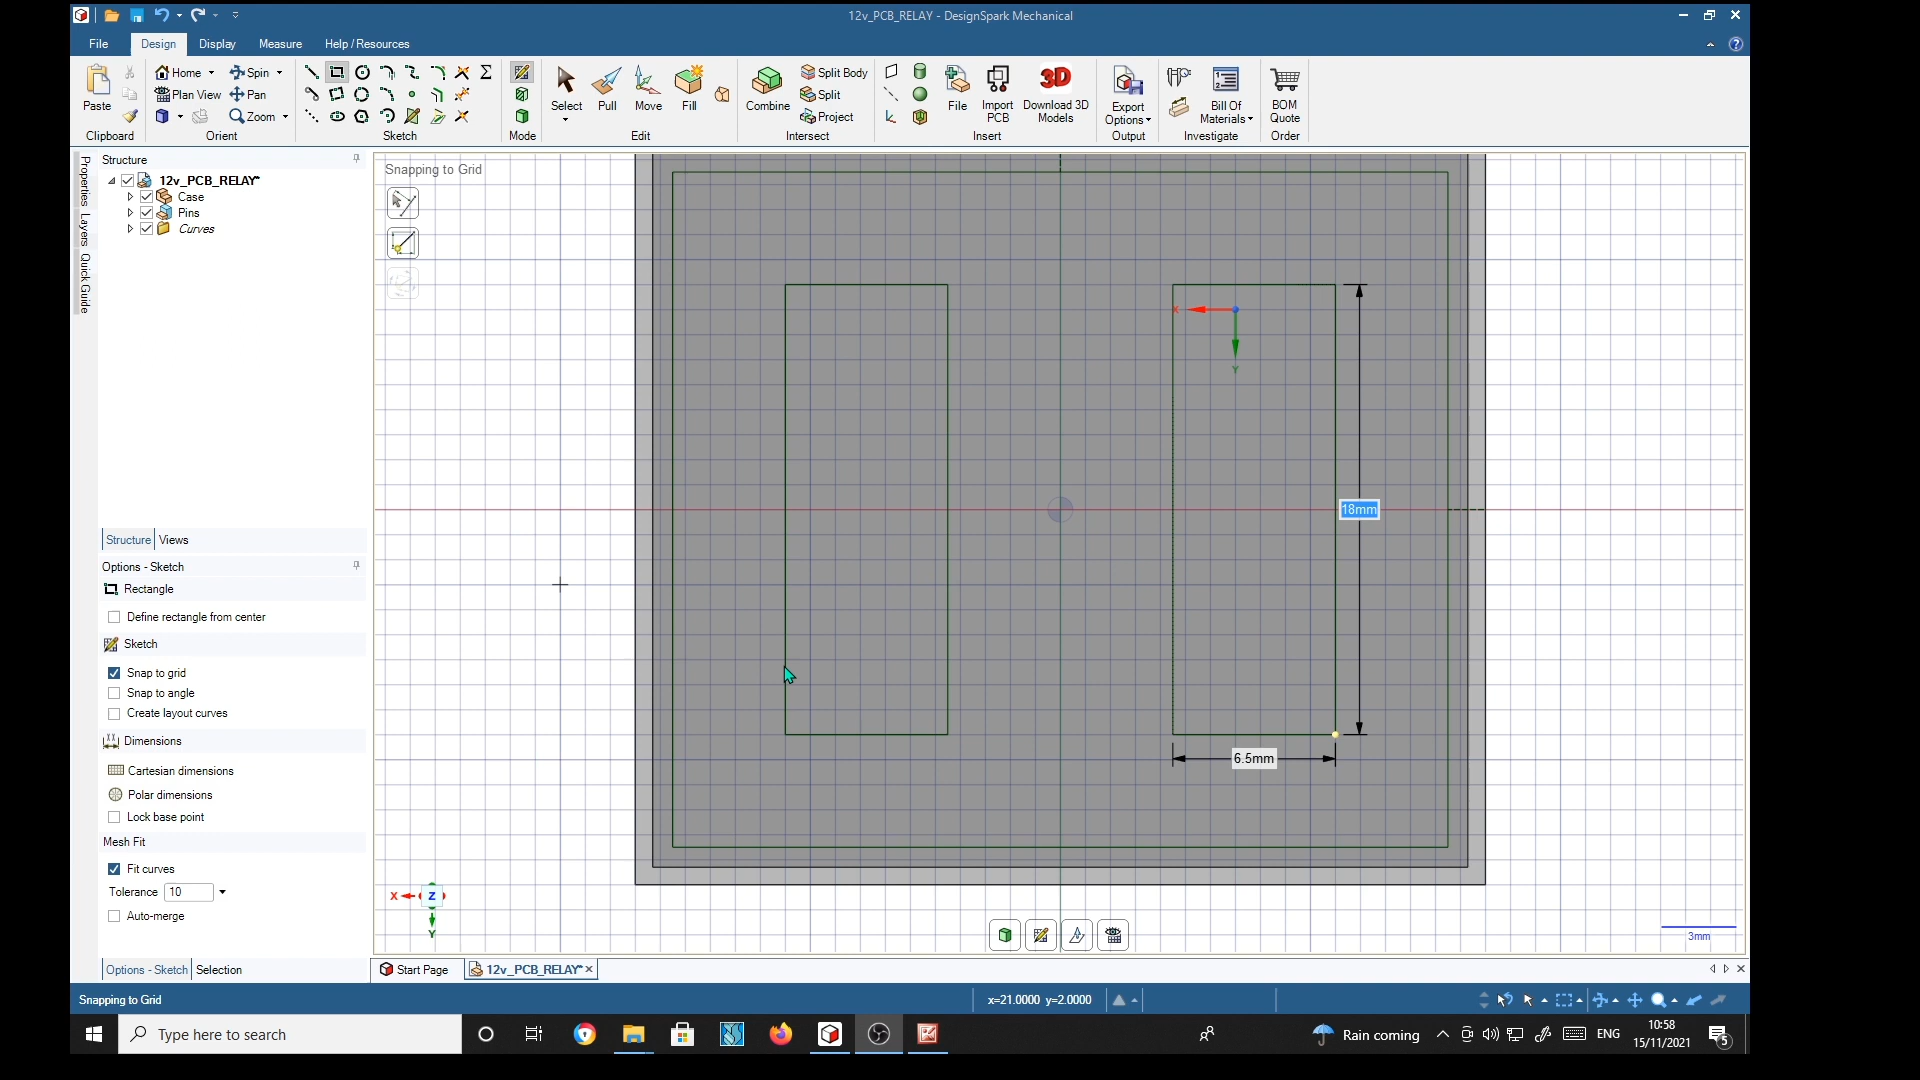 12v_PCB_RELAY - DesignSpark Mechanical
File Design Display Measure Help / Resources
Paste
Clipboard
Home Spin
Plan View Pan
Zoom
Orient
Sketch
Mode
Select Pull Move Fill
Edit
Combine Split Body
Split
Project
Intersect
File Import PCB Download 3D Models
3D
Insert
Export Options
Output
Bill Of Materials
Investigate
BOM Quote
Order
Properties Layers Quick Guide
Structure
12v_PCB_RELAY*
Case
Pins
Curves
Structure Views
Options - Sketch
Rectangle
Define rectangle from center
Sketch
Snap to grid
Snap to angle
Create layout curves
Dimensions
Cartesian dimensions
Polar dimensions
Lock base point
Mesh Fit
Fit curves
Tolerance 10
Auto-merge
Options - Sketch Selection
Snapping to Grid
X
Y
18mm
6.5mm
X Z
Y
3mm
Start Page 12v_PCB_RELAY*
Snapping to Grid x=21.0000 y=2.0000
Type here to search
Rain coming ENG
10:58
15/11/2021
5